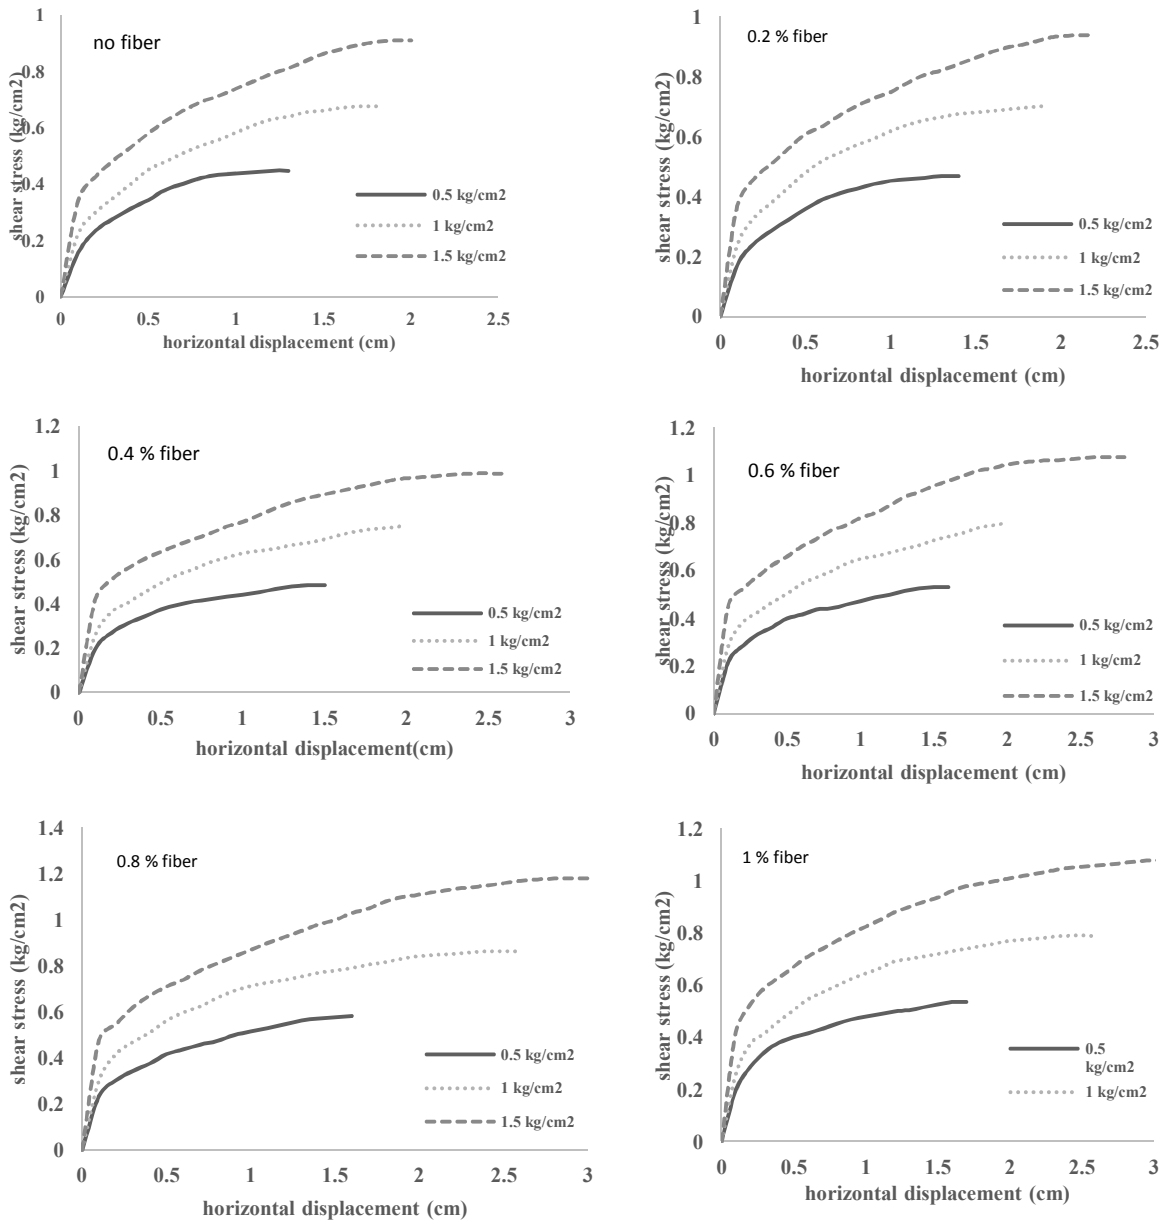 no fiber
shear stress (kg/cm2)
1
0.8
0.6
0.4
0.2
0
0 0.5 1 1.5 2 2.5
horizontal displacement (cm)
0.5 kg/cm2
1 kg/cm2
1.5 kg/cm2
0.2 % fiber
shear stress (kg/cm2)
1
0.8
0.6
0.4
0.2
0
0 0.5 1 1.5 2 2.5
horizontal displacement (cm)
0.5 kg/cm2
1 kg/cm2
1.5 kg/cm2
0.4 % fiber
shear stress (kg/cm2)
1.2
1
0.8
0.6
0.4
0.2
0
0 0.5 1 1.5 2 2.5 3
horizontal displacement(cm)
0.5 kg/cm2
1 kg/cm2
1.5 kg/cm2
0.6 % fiber
shear stress (kg/cm2)
1.2
1
0.8
0.6
0.4
0.2
0
0 0.5 1 1.5 2 2.5 3
horizontal displacement (cm)
0.5 kg/cm2
1 kg/cm2
1.5 kg/cm2
0.8 % fiber
shear stress (kg/cm2)
1.4
1.2
1
0.8
0.6
0.4
0.2
0
0 0.5 1 1.5 2 2.5 3
horizontal displacement (cm)
0.5 kg/cm2
1 kg/cm2
1.5 kg/cm2
1 % fiber
shear stress (kg/cm2)
1.2
1
0.8
0.6
0.4
0.2
0
0 0.5 1 1.5 2 2.5 3
horizontal displacement (cm)
0.5
kg/cm2
1 kg/cm2